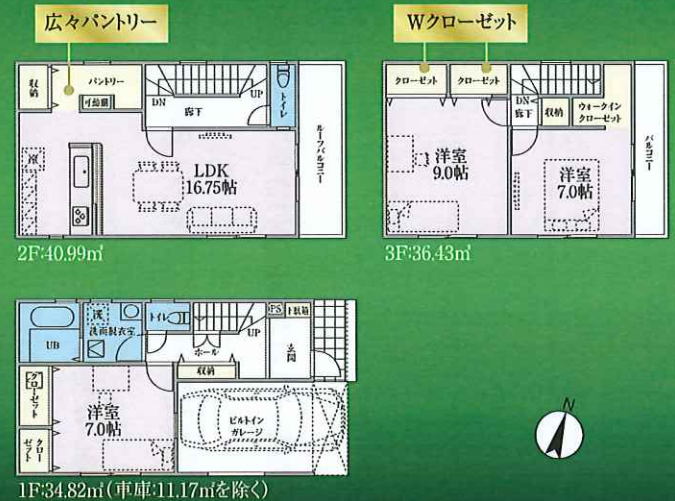 広々パントリー
Wクローゼット
収納
パントリー
可動棚
DN
UP
廊下
トイレ
ルーフバルコニー
冷
LDK
16.75帖
2F:40.99㎡
クローゼット
クローゼット
DN
廊下
収納
ウォークイン
クローゼット
バルコニー
洋室
9.0帖
洋室
7.0帖
3F:36.43㎡
UB
洗
洗面脱衣室
トイレ
UP
ホール
収納
PS
下駄箱
玄関
クローゼット
クローゼット
洋室
7.0帖
ビルトイン
ガレージ
1F:34.82㎡(車庫:11.17㎡を除く)
N